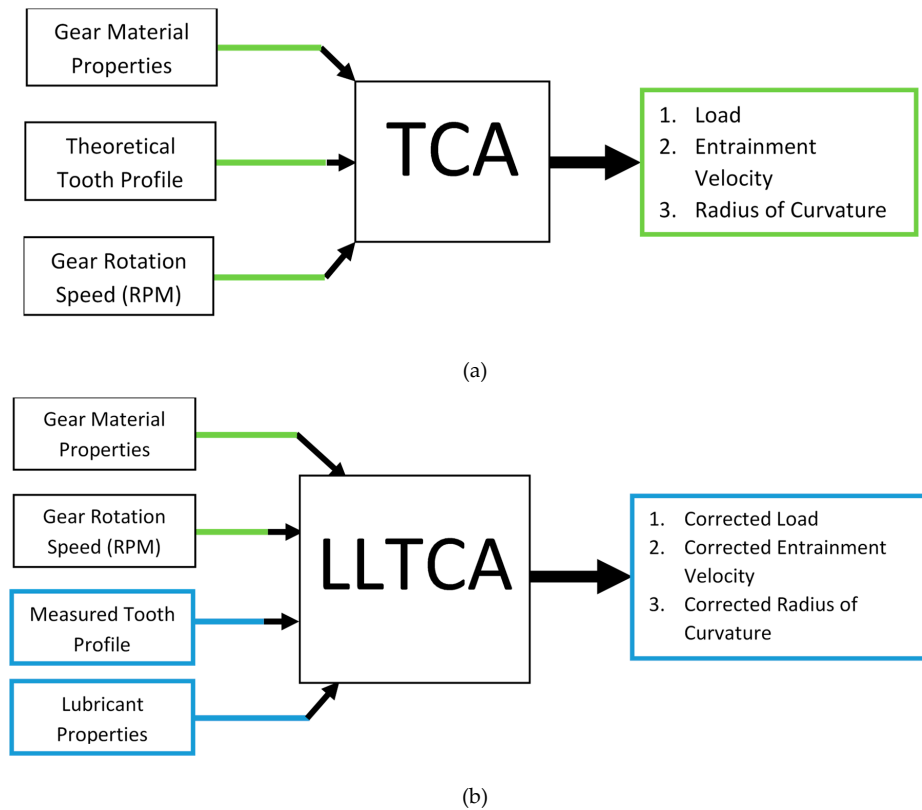 Gear Material
Properties
Theoretical
Tooth Profile
Gear Rotation
Speed (RPM)
TCA
1. Load
2. Entrainment
Velocity
3. Radius of Curvature
(a)
Gear Material
Properties
Gear Rotation
Speed (RPM)
Measured Tooth
Profile
Lubricant
Properties
LLTCA
1. Corrected Load
2. Corrected Entrainment
Velocity
3. Corrected Radius of
Curvature
(b)